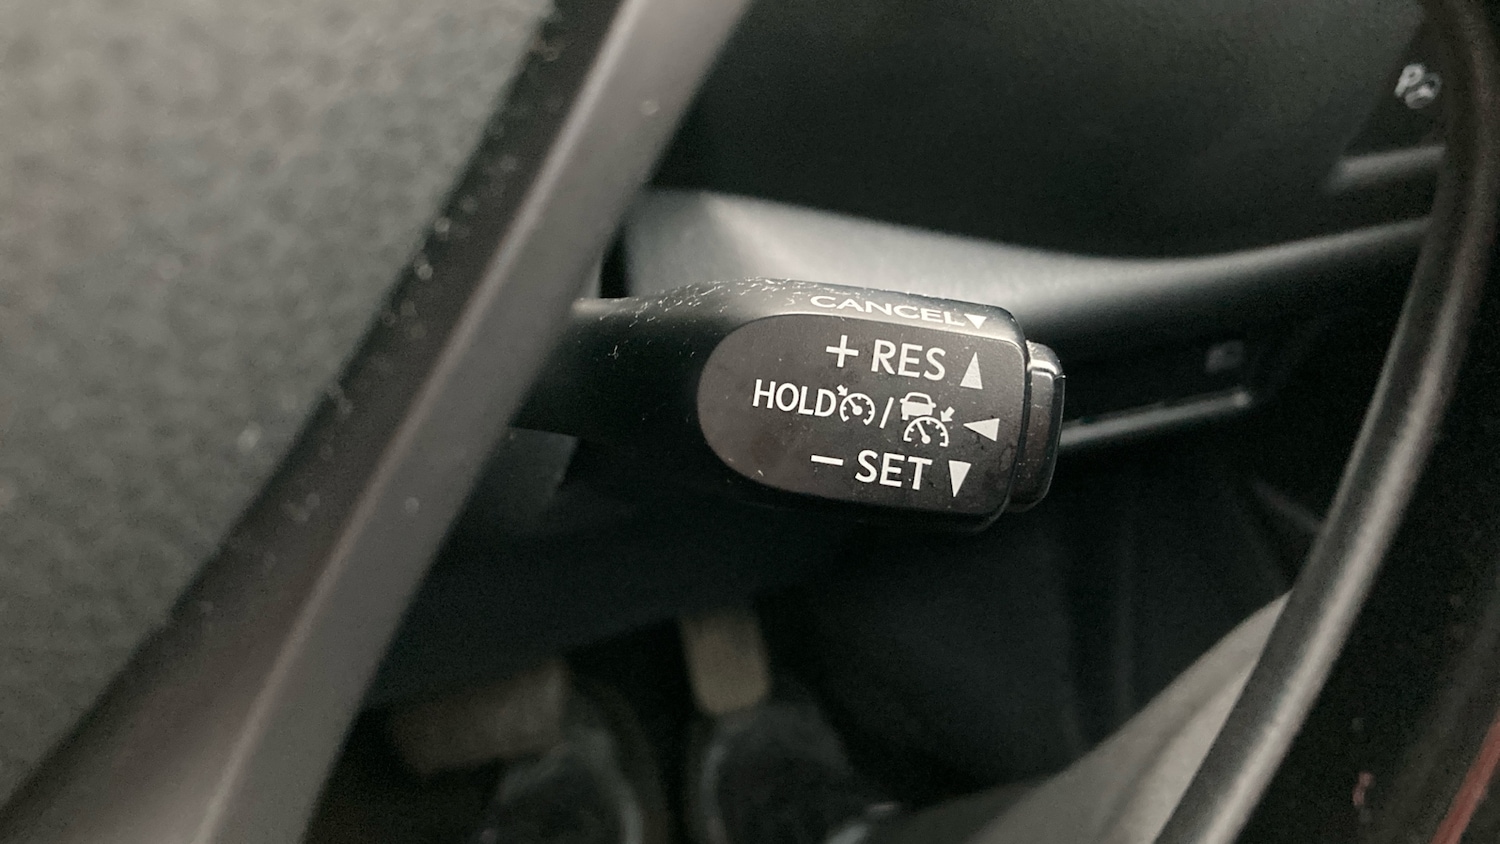 CANCEL▼
+ RES ▲
HOLD / ◀
− SET ▼
P